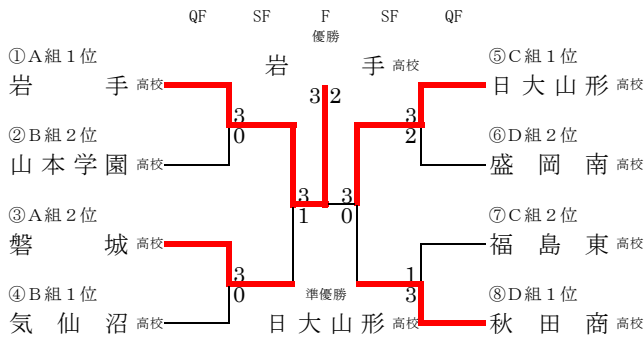 QF SF F SF QF
優勝
岩手高校
①A組1位
岩手高校
②B組2位
山本学園高校
③A組2位
磐城高校
④B組1位
気仙沼高校
3
0
3
0
3 2
3 3
1 0
3
2
1
3
⑤C組1位
日大山形高校
⑥D組2位
盛岡南高校
⑦C組2位
福島東高校
⑧D組1位
秋田商高校
準優勝
日大山形高校